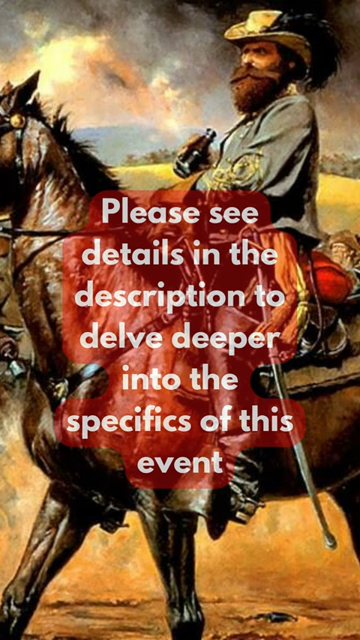 Please see
details in the
description to
delve deeper
into the
specifics of this
event